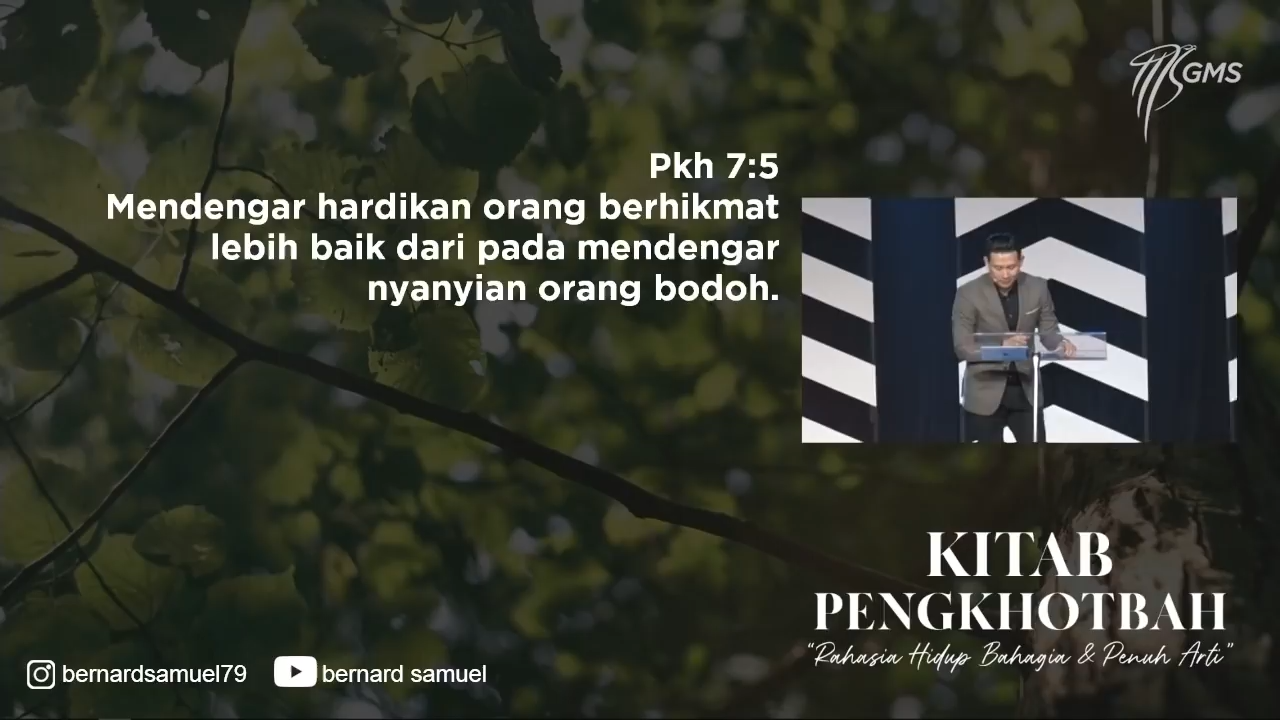 GMS
Pkh 7:5
Mendengar hardikan orang berhikmat
lebih baik dari pada mendengar
nyanyian orang bodoh.
KITAB
PENGKHOTBAH
“Rahasia Hidup Bahagia & Penuh Arti”
bernardsamuel79
bernard samuel